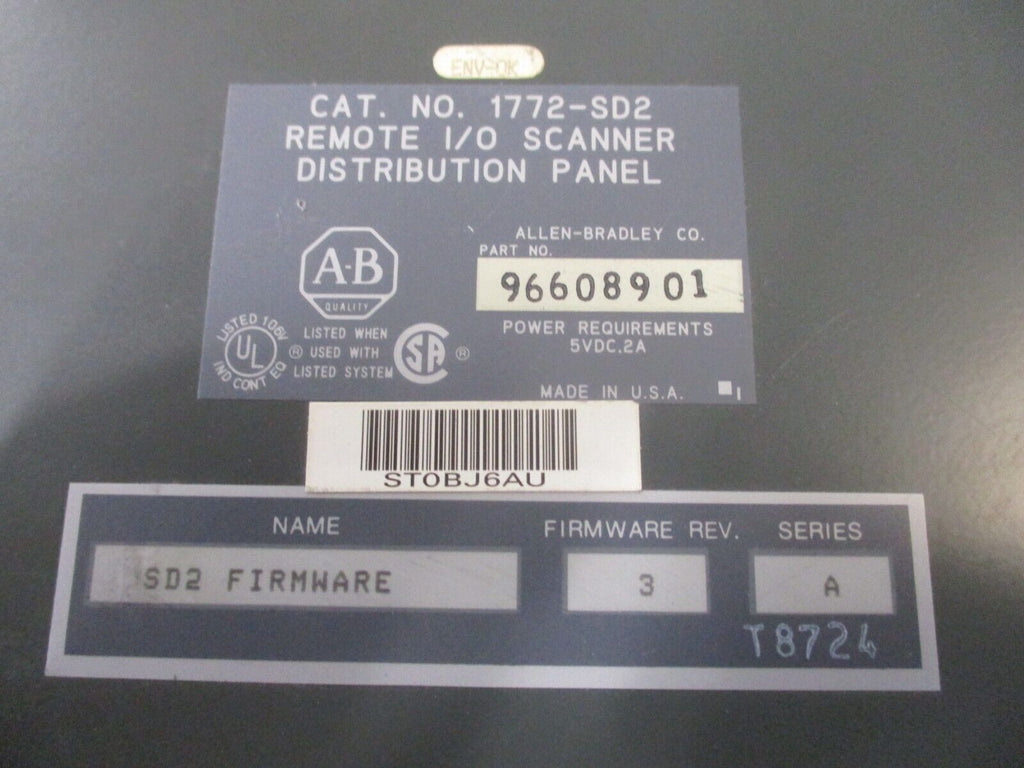 ENV-OK
CAT. NO. 1772-SD2
REMOTE I/O SCANNER
DISTRIBUTION PANEL
A-B
QUALITY
ALLEN-BRADLEY CO.
PART NO.
96608901
POWER REQUIREMENTS
5VDC.2A
LISTED 106V
UL
IND CONT EQ
®
LISTED WHEN
USED WITH
LISTED SYSTEM
SA
®
MADE IN U.S.A.
ST0BJ6AU
NAME
FIRMWARE REV.
SERIES
SD2 FIRMWARE
3
A
T8724